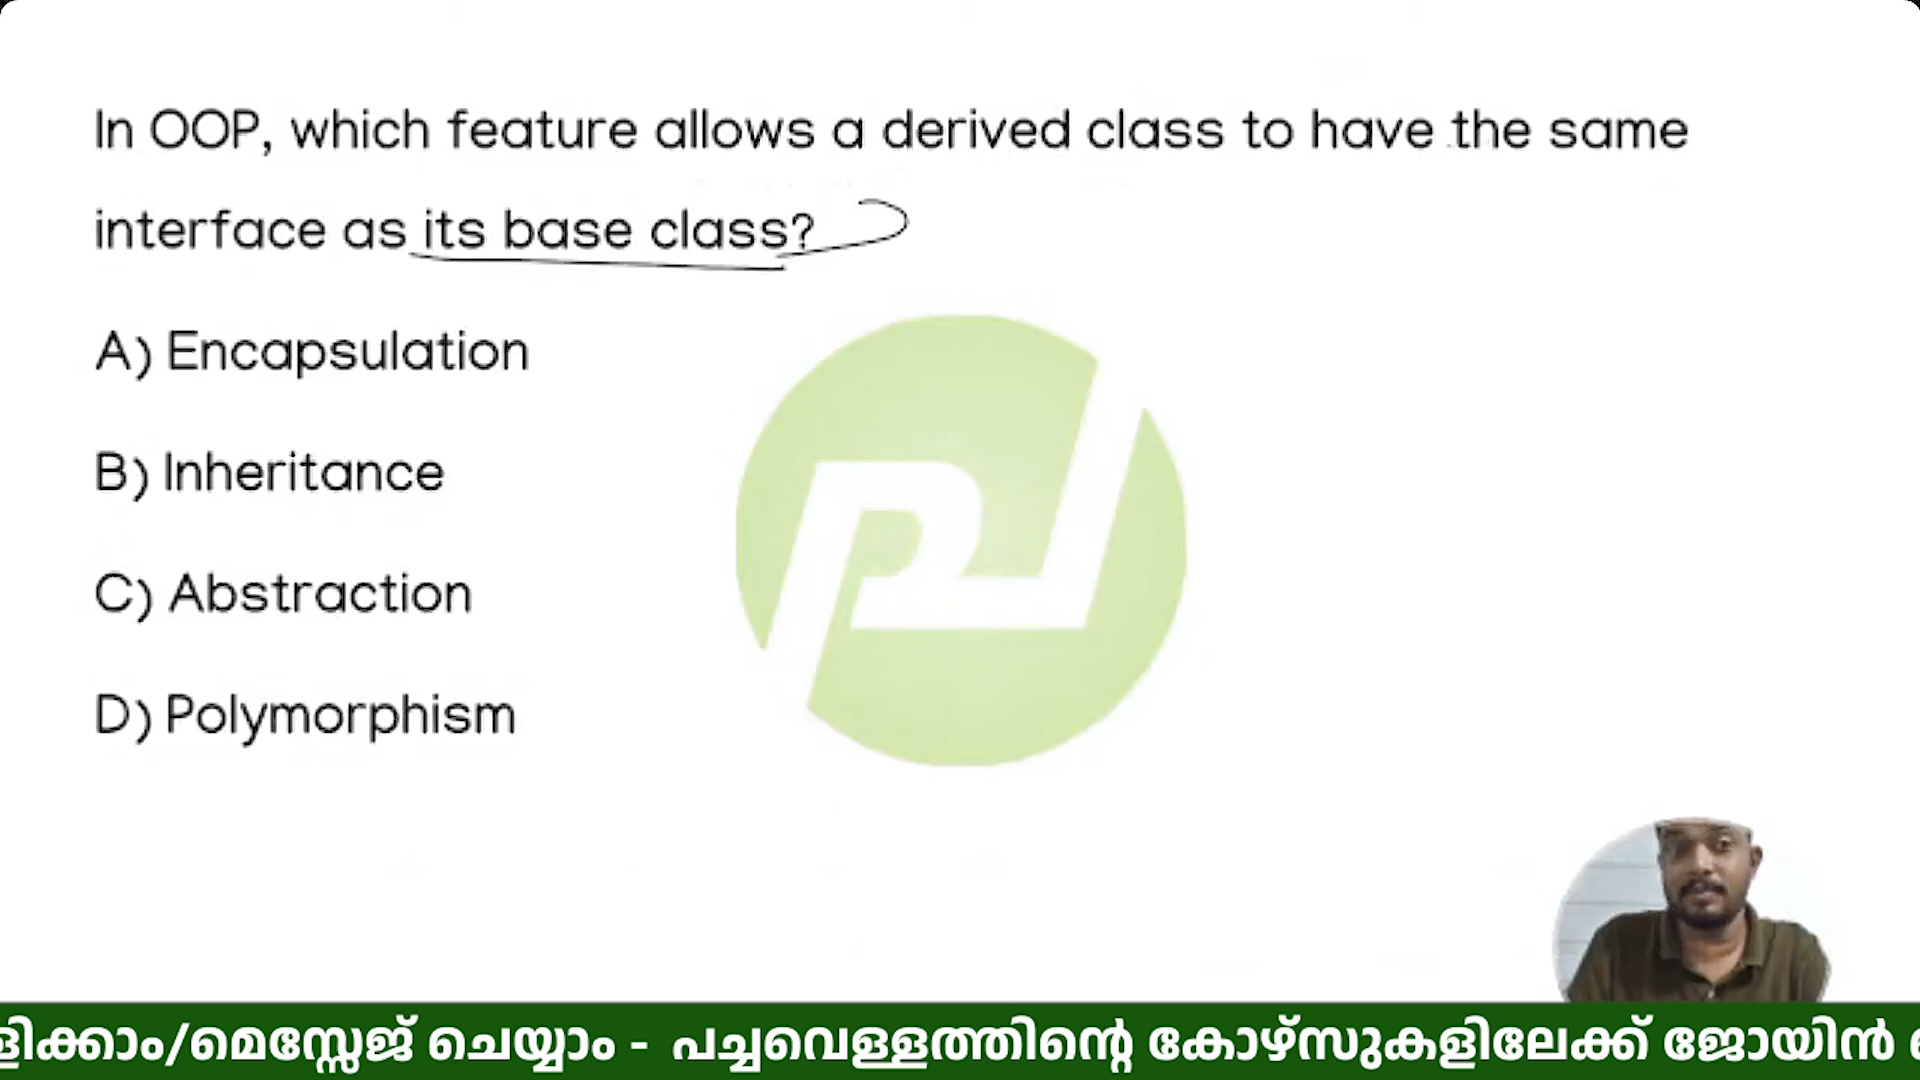 In OOP, which feature allows a derived class to have the same
interface as its base class?
A) Encapsulation
B) Inheritance
C) Abstraction
D) Polymorphism
മെസ്സേജ് ചെയ്യാം - പച്ചവെള്ളത്തിന്റെ കോഴ്സുകളിലേക്ക് ജോയിൻ